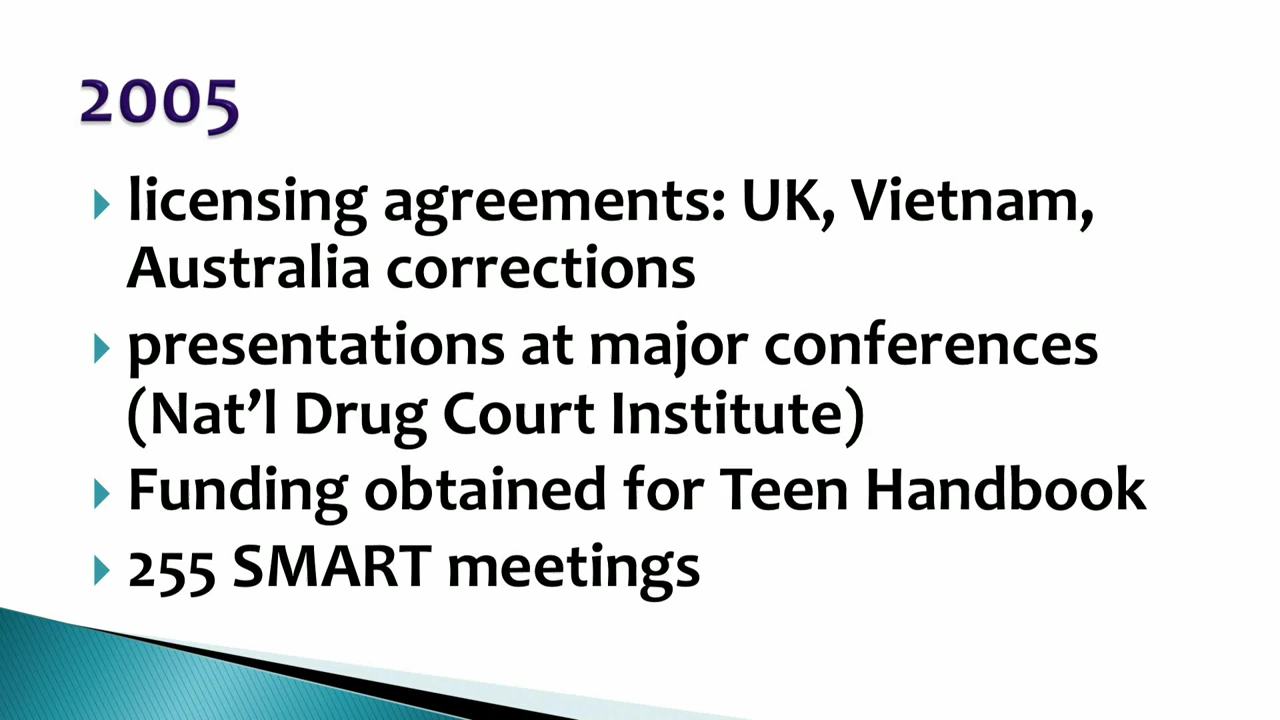 2005
licensing agreements: UK, Vietnam,
Australia corrections
presentations at major conferences
(Nat’l Drug Court Institute)
Funding obtained for Teen Handbook
255 SMART meetings